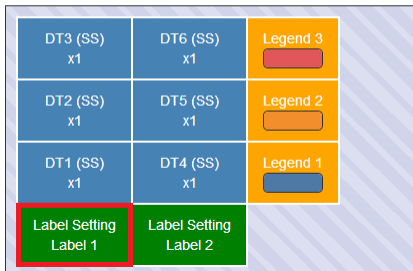 DT3 (SS)
x1
DT6 (SS)
x1
Legend 3
DT2 (SS)
x1
DT5 (SS)
x1
Legend 2
DT1 (SS)
x1
DT4 (SS)
x1
Legend 1
Label Setting
Label 1
Label Setting
Label 2